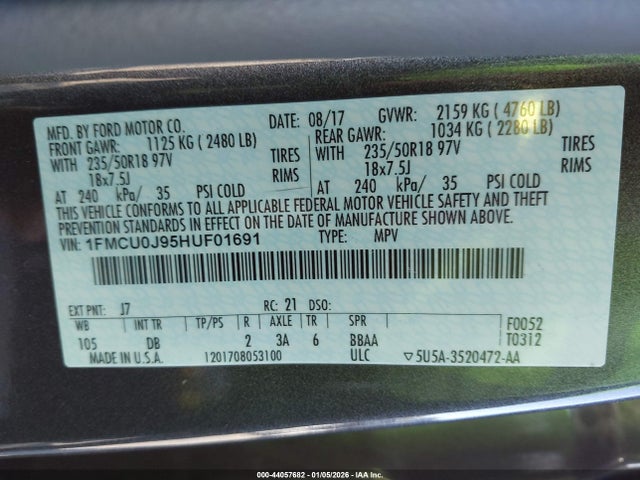 MFD. BY FORD MOTOR CO. DATE: 08/17 GVWR: 2159 KG ( 4760 LB)
FRONT GAWR: 1125 KG ( 2480 LB) REAR GAWR: 1034 KG ( 2280 LB)
WITH 235/50R18 97V TIRES WITH 235/50R18 97V TIRES
18x7.5J RIMS 18x7.5J RIMS
AT 240 kPa/ 35 PSI COLD AT 240 kPa/ 35 PSI COLD
THIS VEHICLE CONFORMS TO ALL APPLICABLE FEDERAL MOTOR VEHICLE SAFETY AND THEFT
PREVENTION STANDARDS IN EFFECT ON THE DATE OF MANUFACTURE SHOWN ABOVE.
VIN: 1FMCU0J95HUF01691 TYPE: MPV
EXT PNT: J7 RC: 21 DSO:
WB INT TR TP/PS R AXLE TR SPR F0052
105 DB 2 3A 6 BBAA T0312
MADE IN U.S.A. 1201708053100 ULC ▽5U5A-3520472-AA
000-44057682 - 01/05/2026 - IAA, Inc.